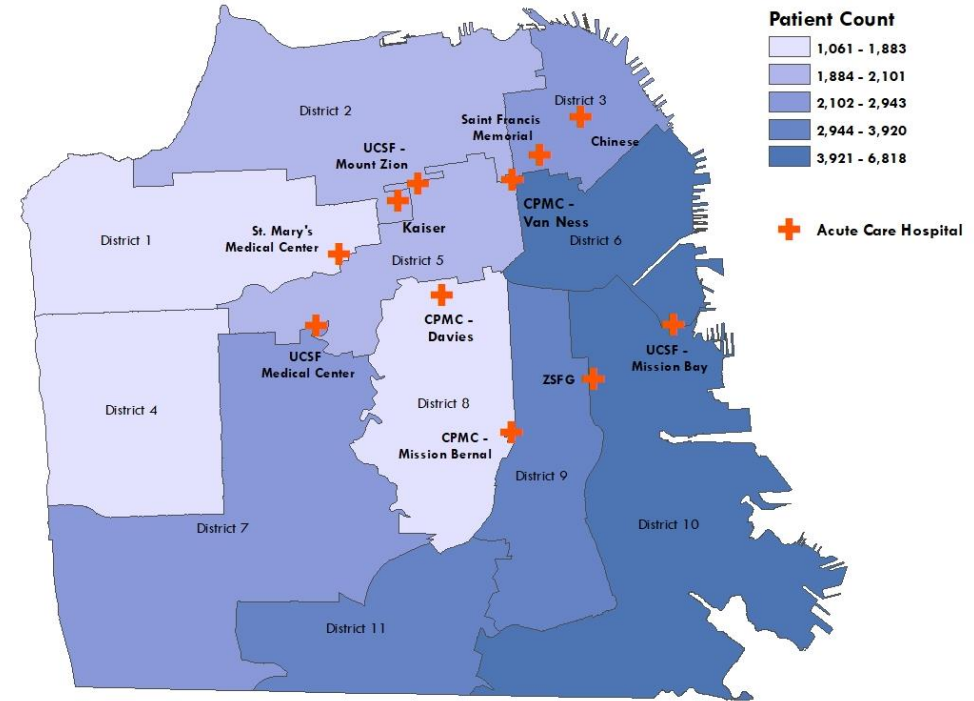 Patient Count
1,061 - 1,883
1,884 - 2,101
2,102 - 2,943
2,944 - 3,920
3,921 - 6,818
Acute Care Hospital
District 2
District 3
Saint Francis
Memorial
Chinese
UCSF -
Mount Zion
CPMC -
Van Ness
Kaiser
St. Mary's
Medical Center
District 1
District 6
District 5
CPMC -
Davies
UCSF
Medical Center
UCSF -
Mission Bay
ZSFG
District 4
District 8
CPMC -
Mission Bernal
District 9
District 7
District 10
District 11